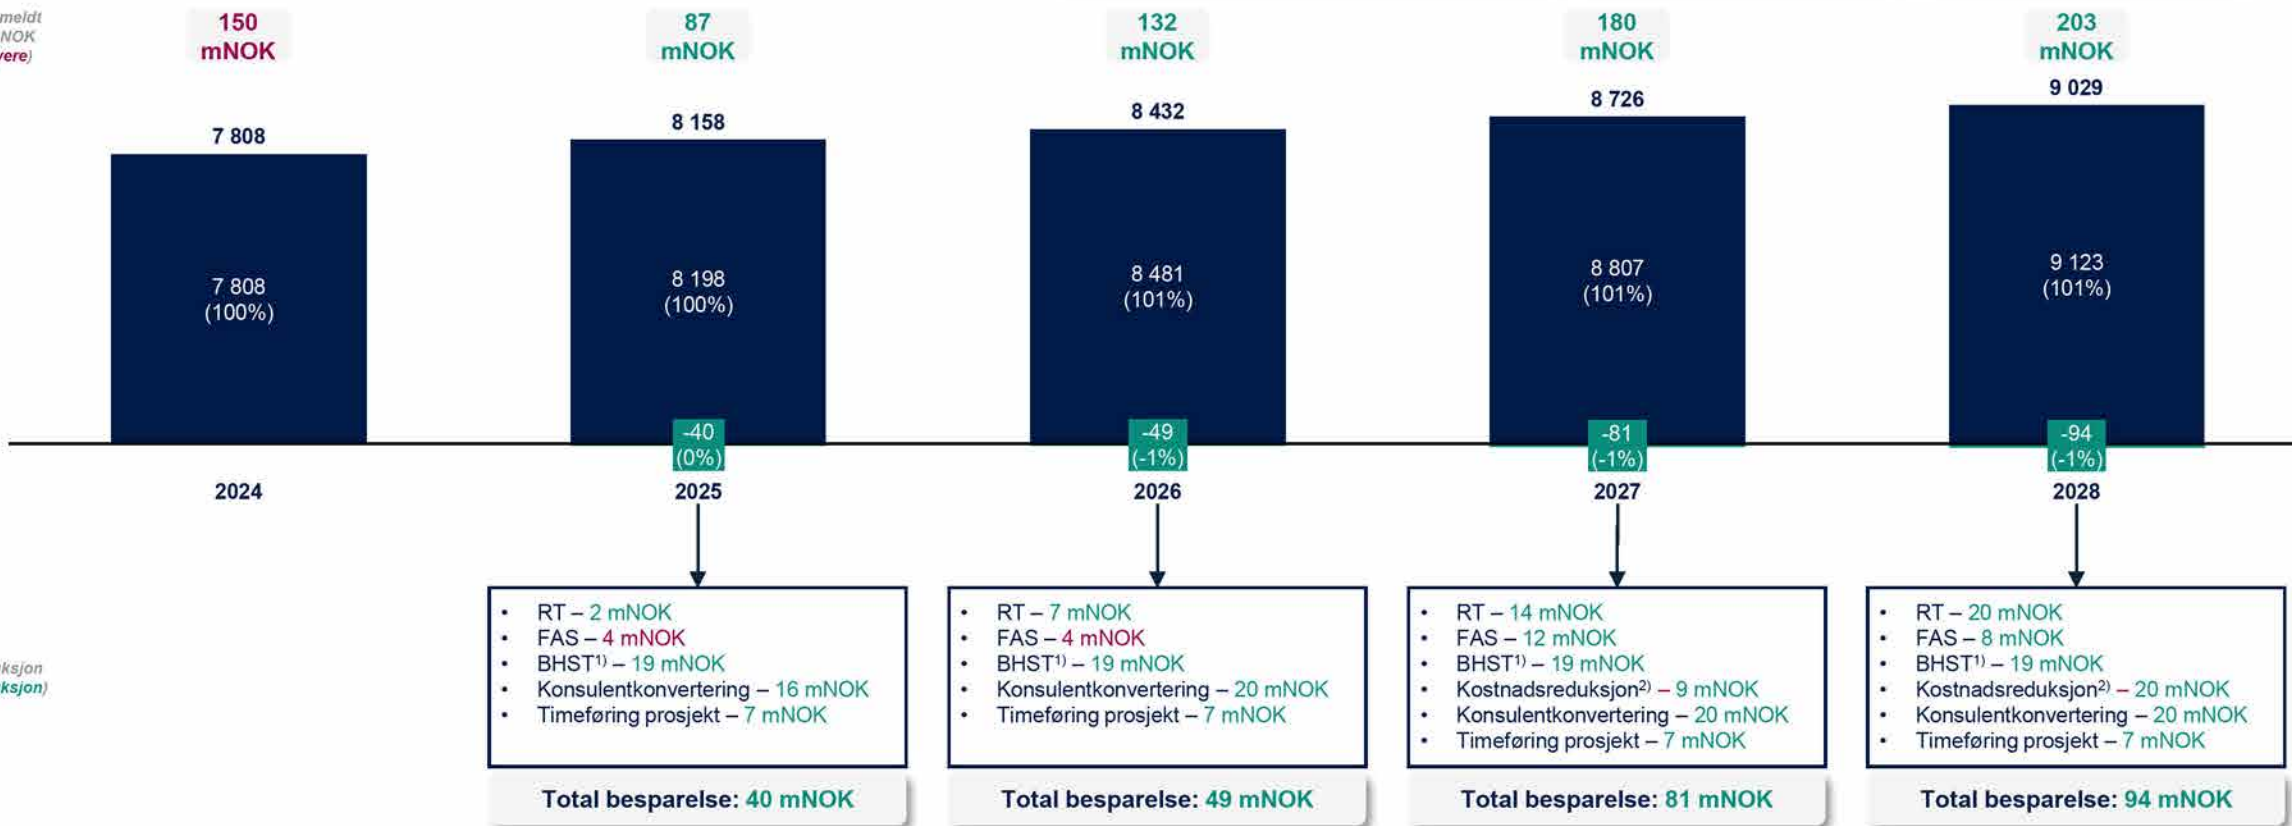 meldt
NOK
vere)
150
mNOK
87
mNOK
132
mNOK
180
mNOK
203
mNOK
7 808
8 158
8 432
8 726
9 029
7 808
(100%)
8 198
(100%)
8 481
(101%)
8 807
(101%)
9 123
(101%)
-40
(0%)
-49
(-1%)
-81
(-1%)
-94
(-1%)
2024
2025
2026
2027
2028
• RT – 2 mNOK
• FAS – 4 mNOK
• BHST1) – 19 mNOK
• Konsulentkonvertering – 16 mNOK
• Timeføring prosjekt – 7 mNOK
Total besparelse: 40 mNOK
• RT – 7 mNOK
• FAS – 4 mNOK
• BHST1) – 19 mNOK
• Konsulentkonvertering – 20 mNOK
• Timeføring prosjekt – 7 mNOK
Total besparelse: 49 mNOK
• RT – 14 mNOK
• FAS – 12 mNOK
• BHST1) – 19 mNOK
• Kostnadsreduksjon2) – 9 mNOK
• Konsulentkonvertering – 20 mNOK
• Timeføring prosjekt – 7 mNOK
Total besparelse: 81 mNOK
• RT – 20 mNOK
• FAS – 8 mNOK
• BHST1) – 19 mNOK
• Kostnadsreduksjon2) – 20 mNOK
• Konsulentkonvertering – 20 mNOK
• Timeføring prosjekt – 7 mNOK
Total besparelse: 94 mNOK
uksjon
uksjon)